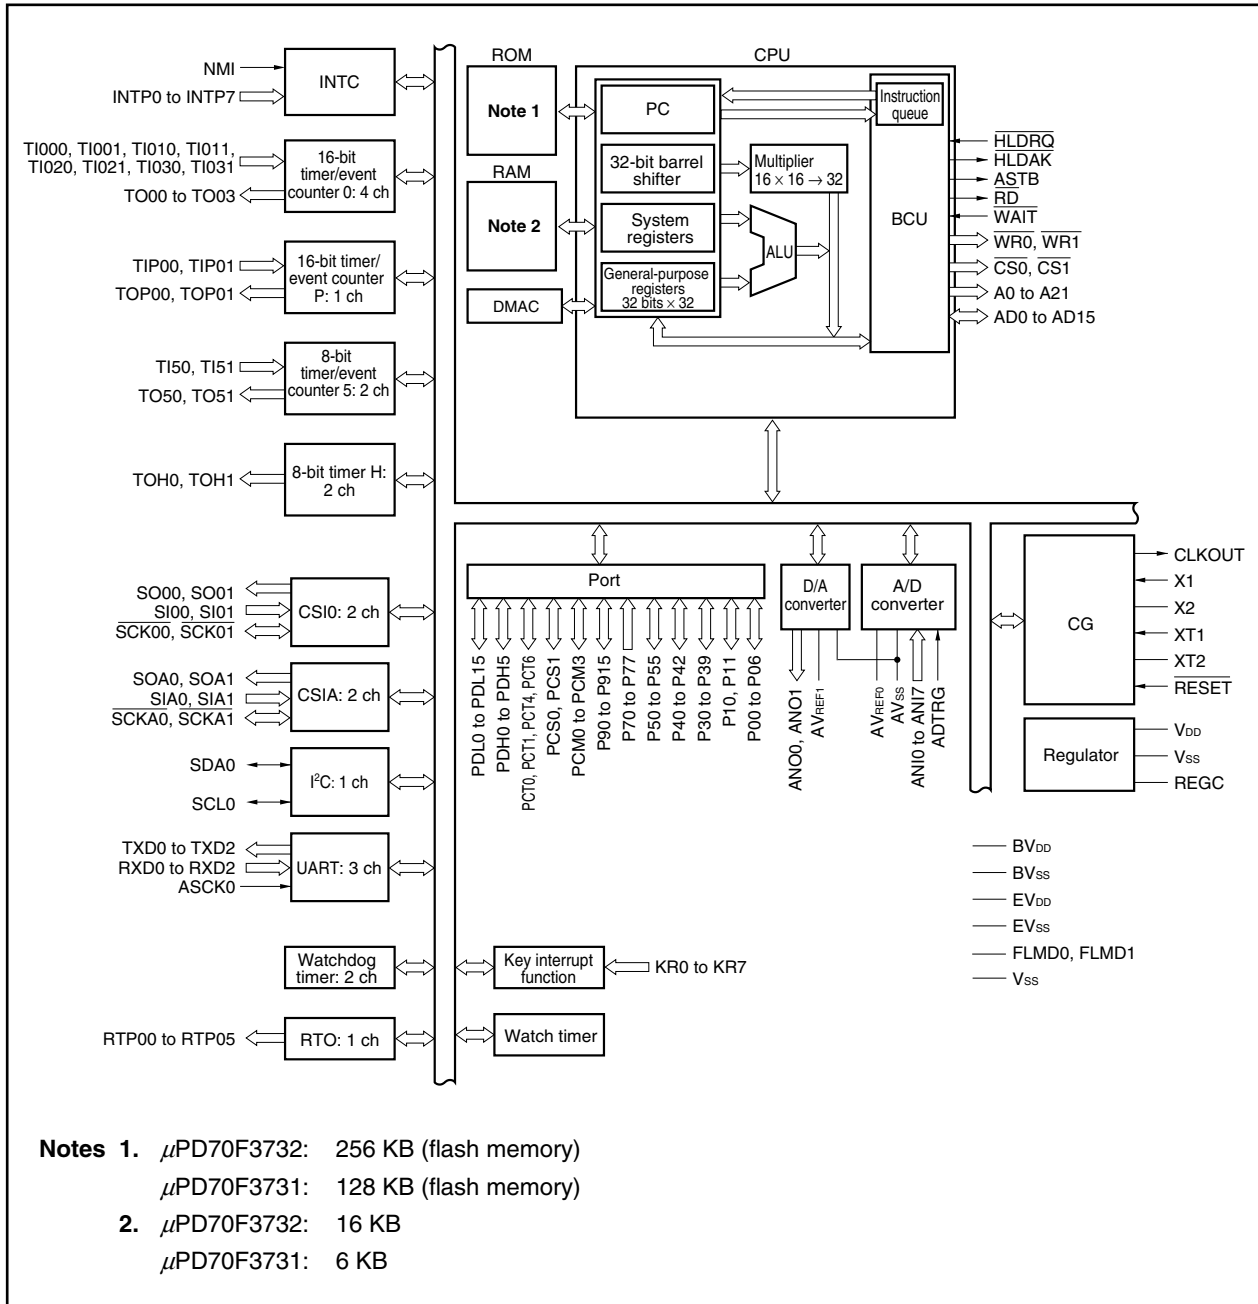 NMI
INTP0 to INTP7
INTC
TI000, TI001, TI010, TI011,
TI020, TI021, TI030, TI031
TO00 to TO03
16-bit
timer/event
counter 0: 4 ch
TIP00, TIP01
TOP00, TOP01
16-bit timer/
event counter
P: 1 ch
TI50, TI51
TO50, TO51
8-bit
timer/event
counter 5: 2 ch
TOH0, TOH1
8-bit timer H:
2 ch
SO00, SO01
SI00, SI01
SCK00, SCK01
CSI0: 2 ch
SOA0, SOA1
SIA0, SIA1
SCKA0, SCKA1
CSIA: 2 ch
SDA0
SCL0
I²C: 1 ch
TXD0 to TXD2
RXD0 to RXD2
ASCK0
UART: 3 ch
Watchdog
timer: 2 ch
RTP00 to RTP05
RTO: 1 ch
ROM
Note 1
RAM
Note 2
DMAC
CPU
PC
32-bit barrel
shifter
System
registers
General-purpose
registers
32 bits × 32
Multiplier
16 × 16 → 32
ALU
Instruction
queue
BCU
HLDRQ
HLDAK
ASTB
RD
WAIT
WR0, WR1
CS0, CS1
A0 to A21
AD0 to AD15
Port
PDL0 to PDL15
PDH0 to PDH5
PCT0, PCT1, PCT4, PCT6
PCS0, PCS1
PCM0 to PCM3
P90 to P915
P70 to P77
P50 to P55
P40 to P42
P30 to P39
P10, P11
P00 to P06
D/A
converter
ANO0, ANO1
AVREF1
A/D
converter
AVREF0
AVSS
ANI0 to ANI7
ADTRG
CG
CLKOUT
X1
X2
XT1
XT2
RESET
Regulator
VDD
VSS
REGC
BVDD
BVSS
EVDD
EVSS
FLMD0, FLMD1
VSS
Key interrupt
function
KR0 to KR7
Watch timer
Notes 1. µPD70F3732: 256 KB (flash memory)
µPD70F3731: 128 KB (flash memory)
2. µPD70F3732: 16 KB
µPD70F3731: 6 KB